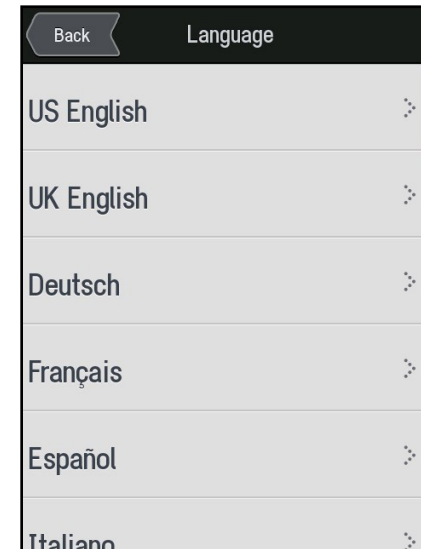 Back Language
US English
UK English
Deutsch
Français
Español
Italiano